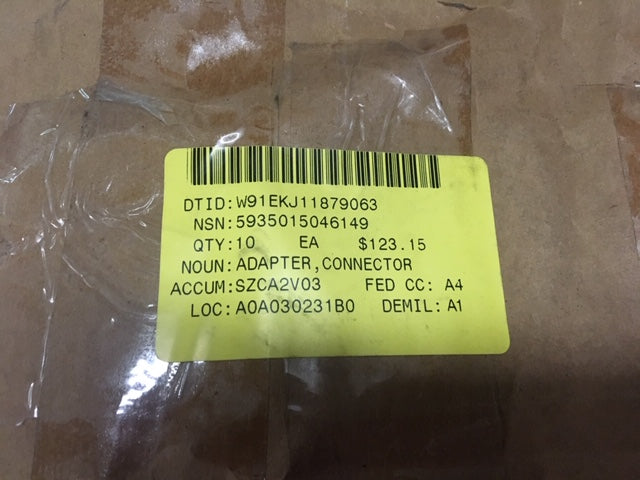 DTID:W91EKJ11879063
NSN:5935015046149
QTY:10 EA $123.15
NOUN:ADAPTER,CONNECTOR
ACCUM:SZCA2V03 FED CC: A4
LOC:A0A030231B0 DEMIL: A1